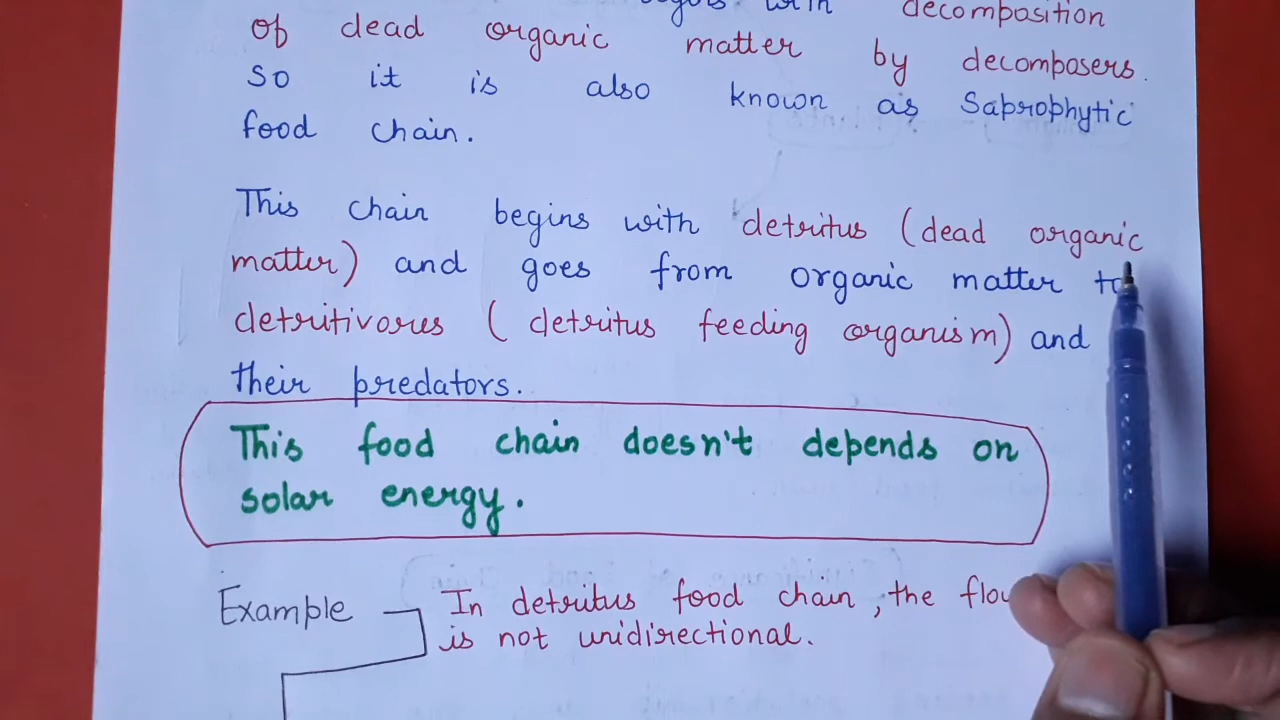 with decomposition
of dead organic matter by decomposers.
So it is also known as Saprophytic
food chain.
This chain begins with detritus (dead organic
matter) and goes from organic matter to
detritivores ( detritus feeding organism) and
their predators.
This food chain doesn't depends on
solar energy.
Example
In detritus food chain, the
is not unidirectional.